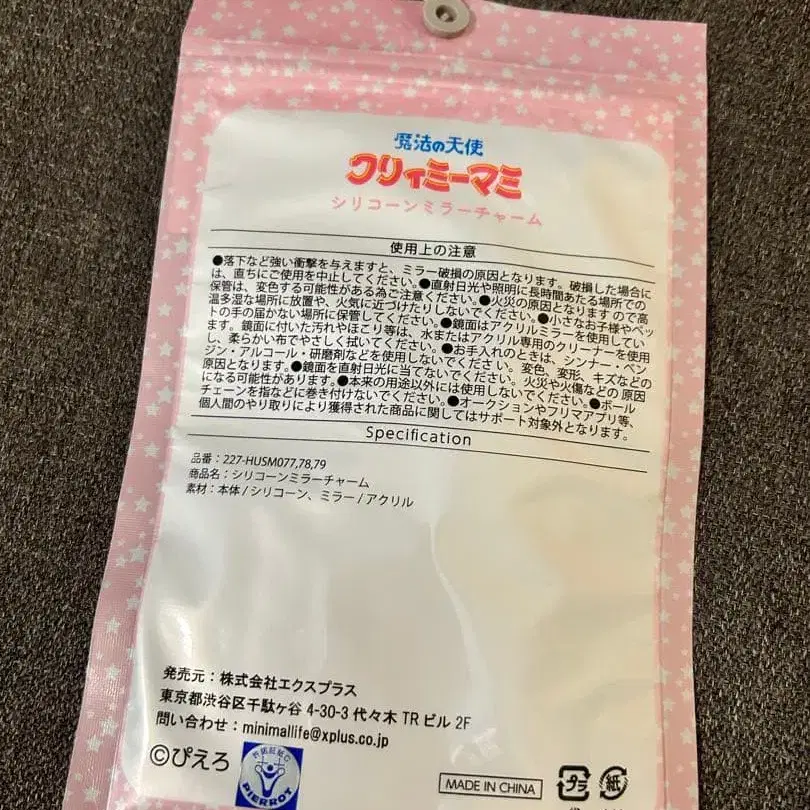 魔法の天使
クリィミーマミ
シリコーンミラーチャーム
使用上の注意
●落下など強い衝撃を与えますと、ミラー破損の原因となります。破損した場合に
は、直ちにご使用を中止してください。●直射日光や照明に長時間あたる場所での
保管は、変色する可能性がある為ご注意ください。●火災の原因となりますので高
温多湿な場所に放置や、火気に近づけたりしないでください。●小さなお子様やペッ
トの手の届かない場所に保管してください。●鏡面はアクリルミラーを使用してい
ます。鏡面に付いた汚れやほこり等は、水またはアクリル専用のクリーナーを使用
し、柔らかい布でやさしく拭いてください。●お手入れのときは、シンナー・ベン
ジン・アルコール・研磨剤などを使用しないでください。変色、変形、キズなどの
原因となります。●鏡面を直射日光に当てないでください。火災や火傷などの原因
になる可能性があります。●本来の用途以外には使用しないでください。●ボール
チェーンを指などに巻き付けないでください。●オークションやフリマアプリ等、
個人間のやり取りにより獲得された商品に関してはサポート対象外となります。
Specification
品番：227-HUSM077,78,79
商品名：シリコーンミラーチャーム
素材：本体/シリコーン、ミラー/アクリル
発売元：株式会社エクスプラス
東京都渋谷区千駄ヶ谷 4-30-3 代々木 TR ビル 2F
問い合わせ：minimallife@xplus.co.jp
©ぴえろ
PIERROT
MADE IN CHINA
プラ
紙